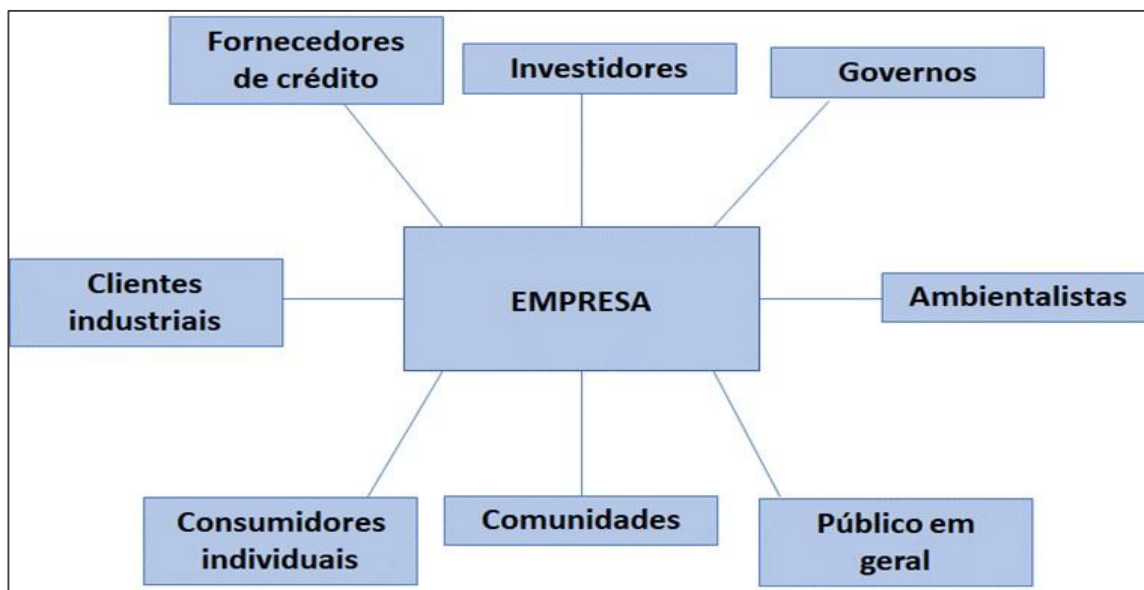 Fornecedores
de crédito
Investidores
Governos
Clientes
industriais
EMPRESA
Ambientalistas
Consumidores
individuais
Comunidades
Público em
geral